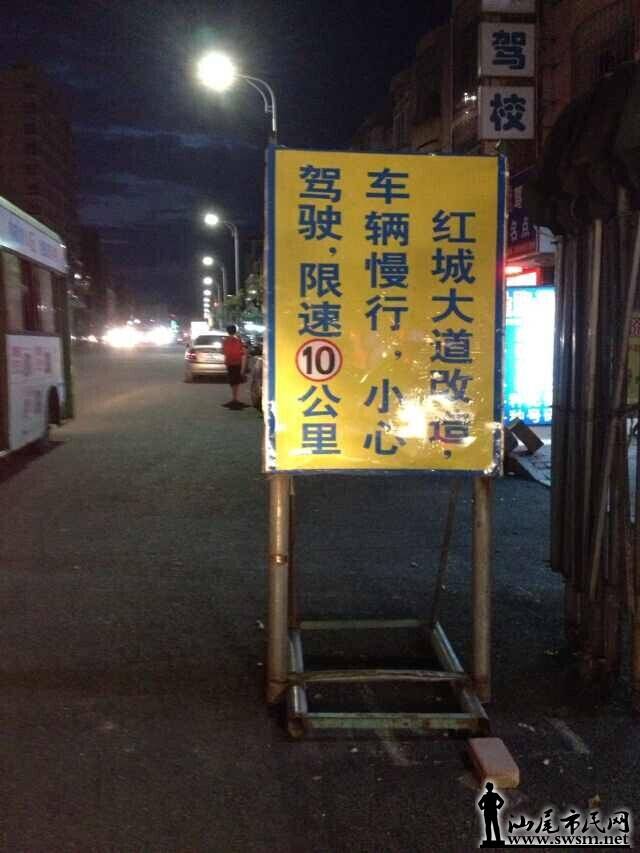 红城大道改造，
车辆慢行，小心
驾驶，限速10公里
驾校
汕尾市民网
www.swsm.net